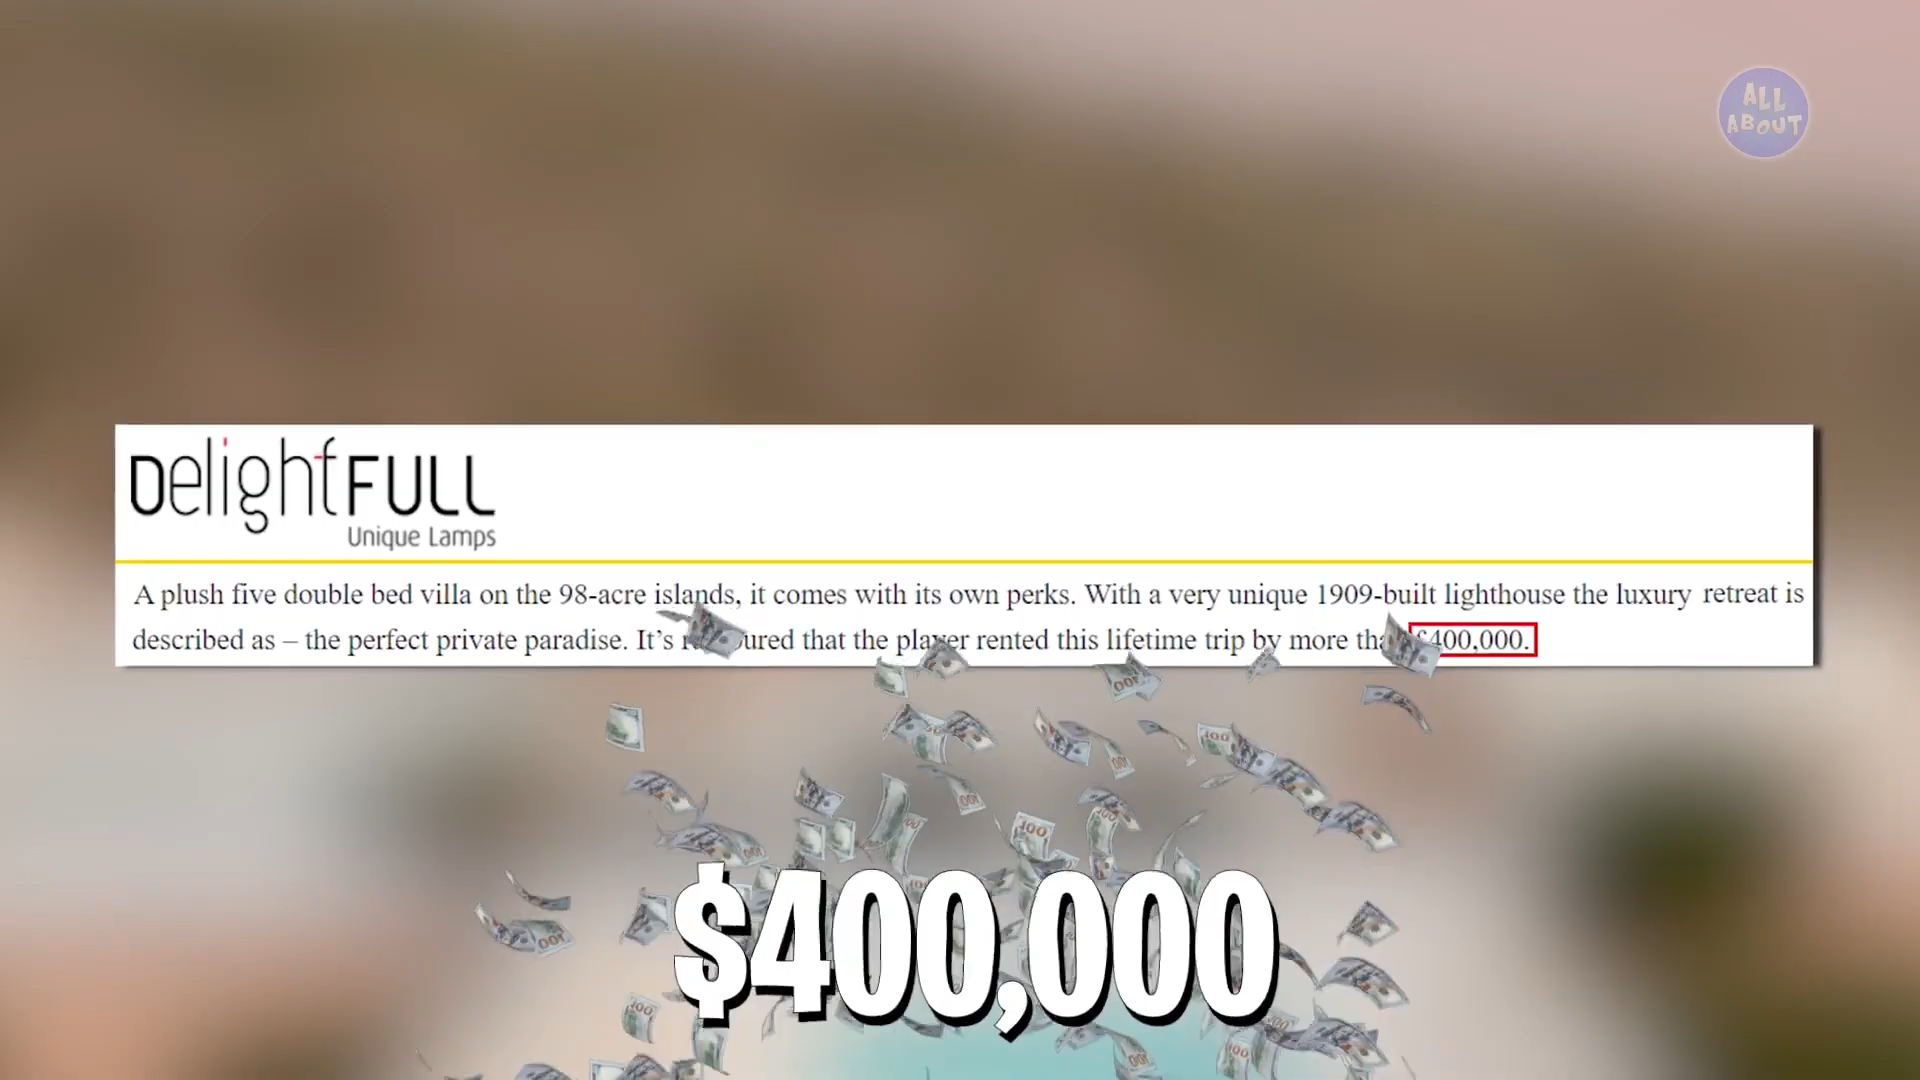 ALL
ABOUT
DelightFULL
Unique Lamps
A plush five double bed villa on the 98-acre islands, it comes with its own perks. With a very unique 1909-built lighthouse the luxury retreat is
described as – the perfect private paradise. It's that the player rented this lifetime trip by more 400,000.
$400,000